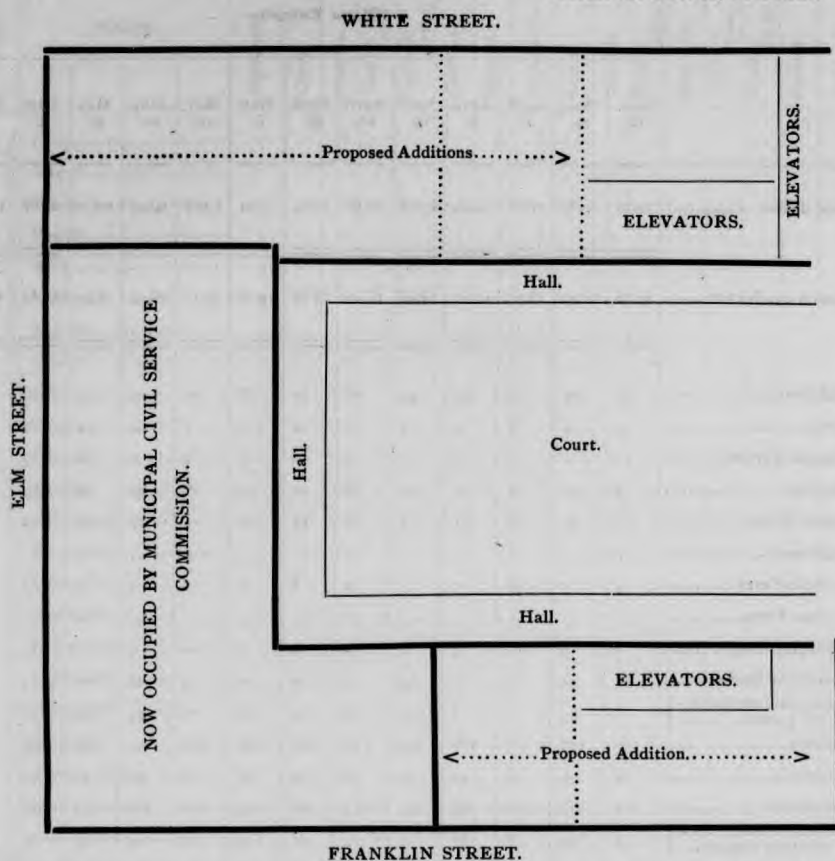 WHITE STREET.
Proposed Additions
ELEVATORS.
ELEVATORS.
Hall.
ELM STREET.
NOW OCCUPIED BY MUNICIPAL CIVIL SERVICE
COMMISSION.
Hall.
Court.
Hall.
ELEVATORS.
Proposed Addition.
FRANKLIN STREET.